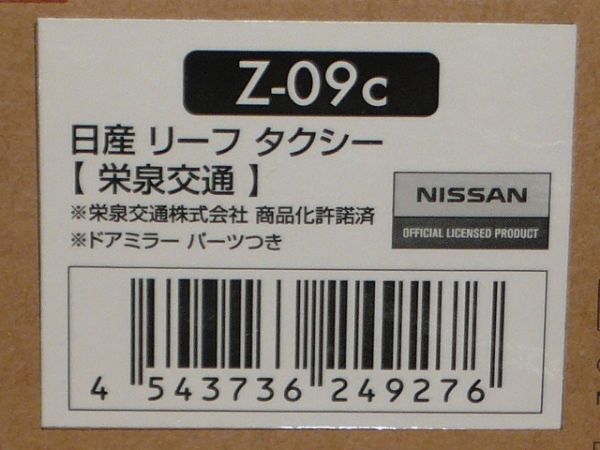 Z-09c
日産 リーフ タクシー
【 栄泉交通 】
※栄泉交通株式会社 商品化許諾済
※ドアミラー パーツつき
NISSAN
OFFICIAL LICENSED PRODUCT
4 543736 249276